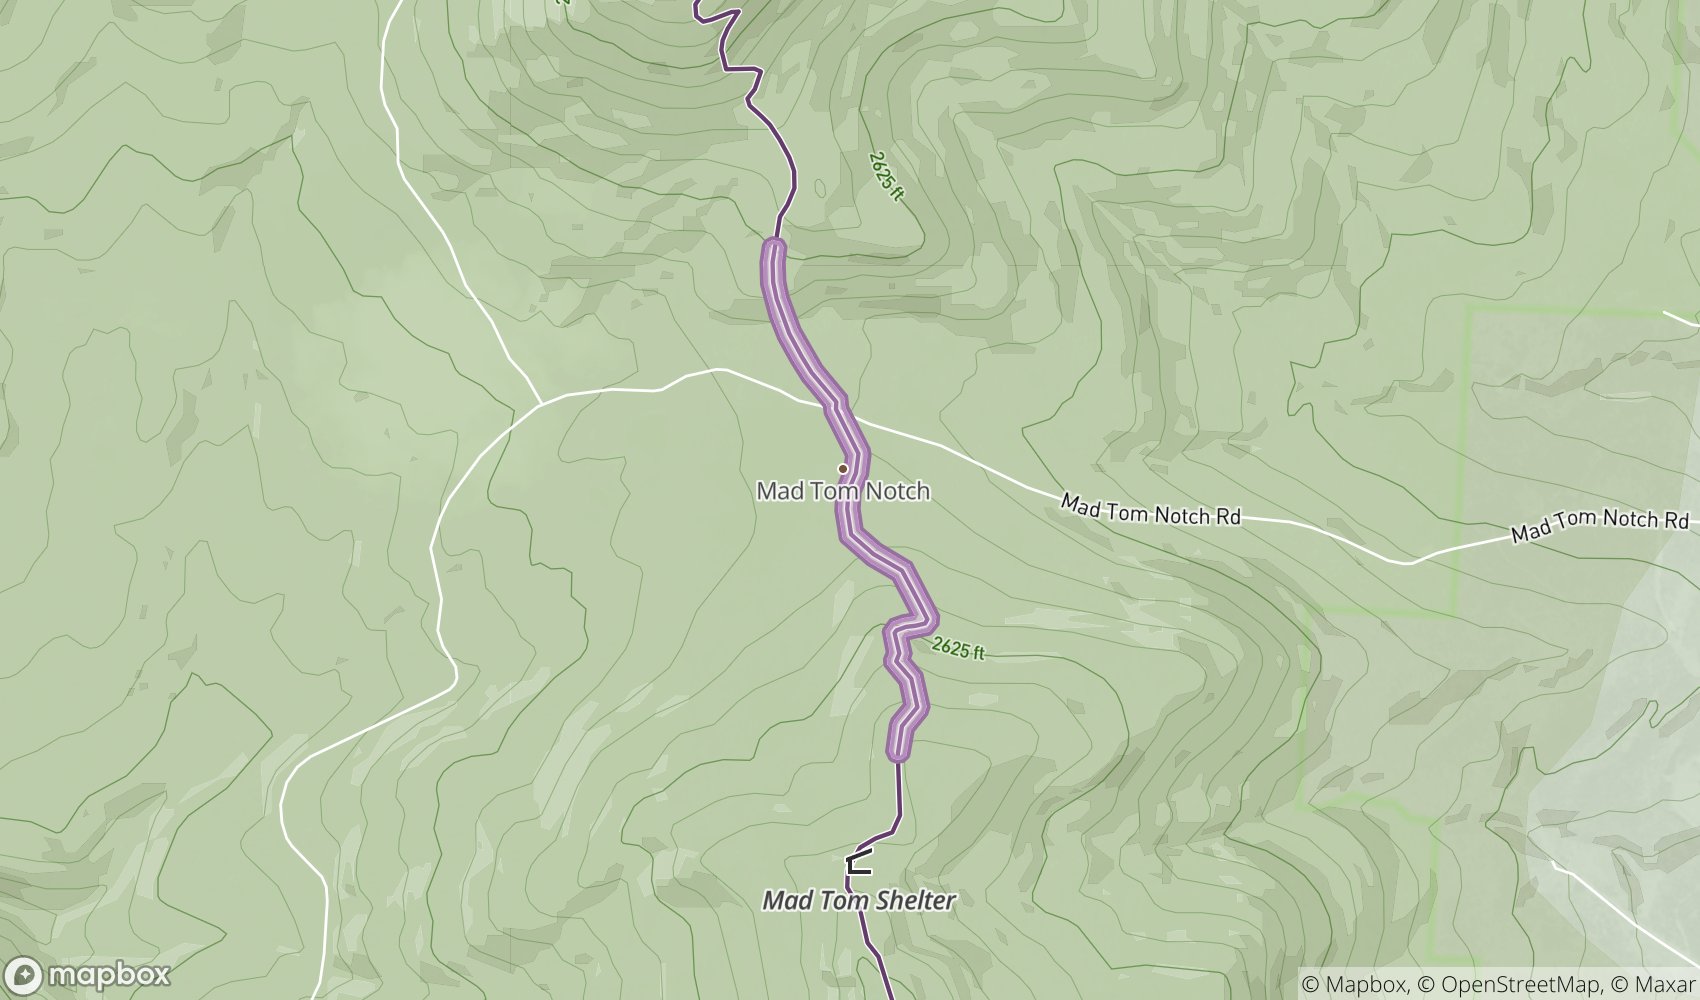 2625 ft
Mad Tom Notch
Mad Tom Notch Rd
Mad Tom Notch Rd
2625 ft
Mad Tom Shelter
mapbox
© Mapbox, © OpenStreetMap, © Maxar